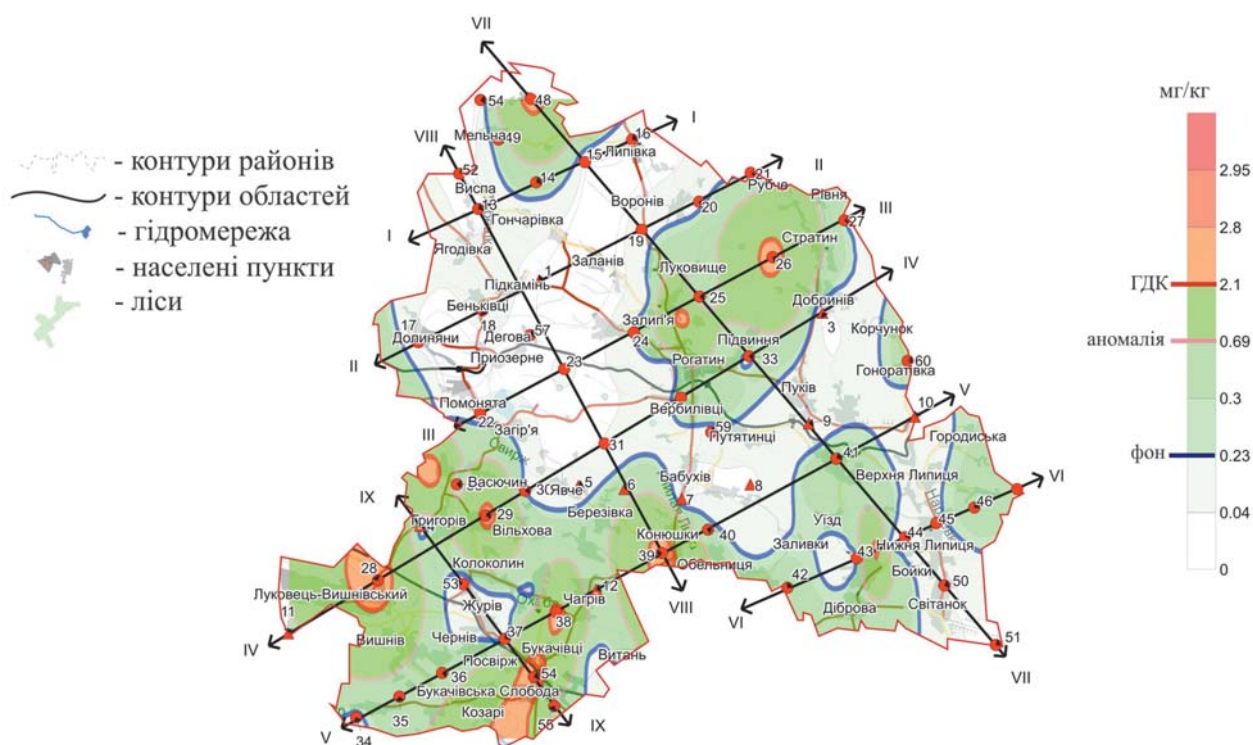 - контури районів
- контури областей
- гідромережа
- населені пункти
- ліси
мг/кг
2.95
2.8
ГДК
2.1
аномалія
0.69
0.3
фон
0.23
0.04
0
VII
54
48
Мельна
49
16
I
VIII
15
Липівка
52
14
II
21
Рубче
Виспа
13
Рівня
Гончарівка
Воронів
20
III
27
I
Ягодівка
19
Стратин
Заланів
26
IV
Луковище
Підкамінь
1
25
Добринів
Беньківці
3
17
18
Дегова
57
Залип'я
Корчунок
Долиняни
24
Підвиння
Приозерне
Рогатин
33
60
II
23
Гоноратівка
Пуків
V
Помонята
Вербилівці
10
22
Загір'я
9
III
59
Путятинці
Городиська
Свирж
31
41
Бабухів
Верхня Липиця
VI
Васючин
30
Явче
5
6
7
8
IX
46
Григорів
29
Березівка
Уїзд
45
Вільхова
Конюшки
40
44
39
Заливки
43
Нижня Липиця
Колоколин
Обельниця
28
Бойки
Луковець-Вишнівський
53
12
42
50
11
Журів
Чагрів
VIII
VI
Світанок
38
Діброва
IV
Вишнів
Чернів
37
51
Букачівці
Витань
VII
Посвірж
54
36
Букачівська Слобода
35
Козарі
V
55
IX
34